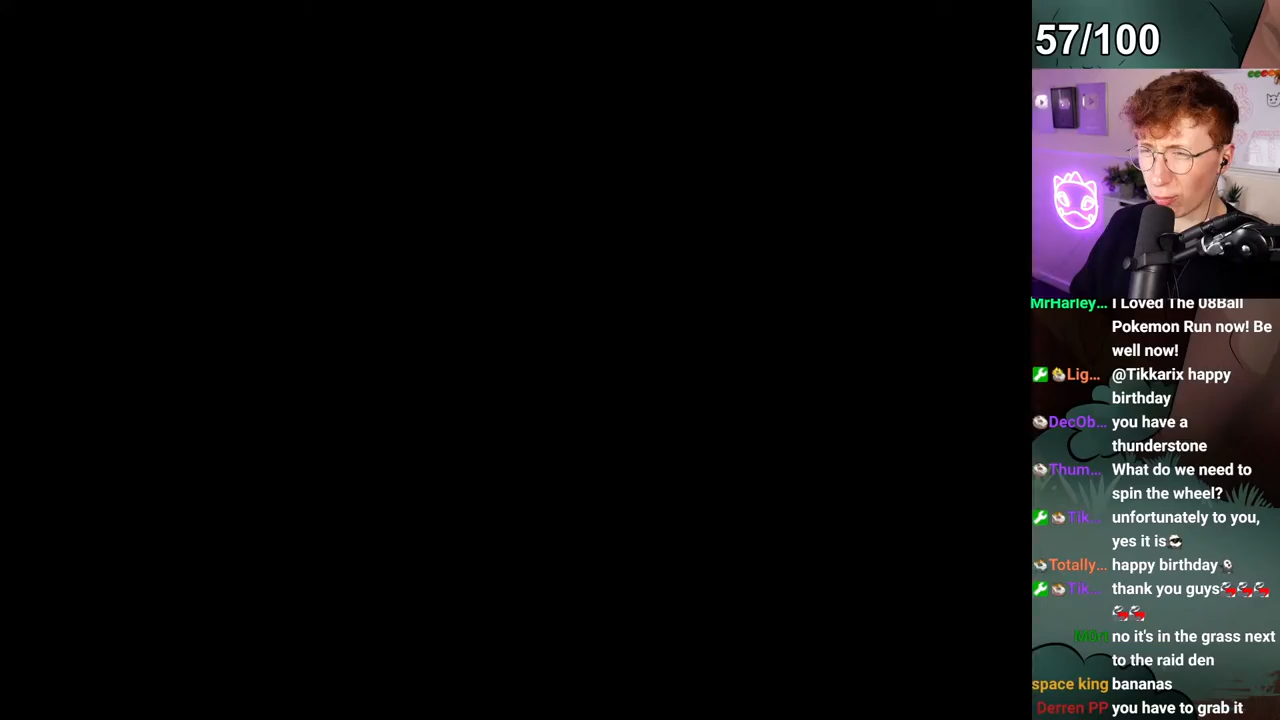 57/100
MrHarley... I Loved The 08Ball
Pokemon Run now! Be
well now!
Lig... @Tikkarix happy
birthday
DecOb... you have a
thunderstone
Thum... What do we need to
spin the wheel?
Tik... unfortunately to you,
yes it is
Totally... happy birthday
Tik... thank you guys
no it's in the grass next
to the raid den
space king bananas
Derren PP you have to grab it